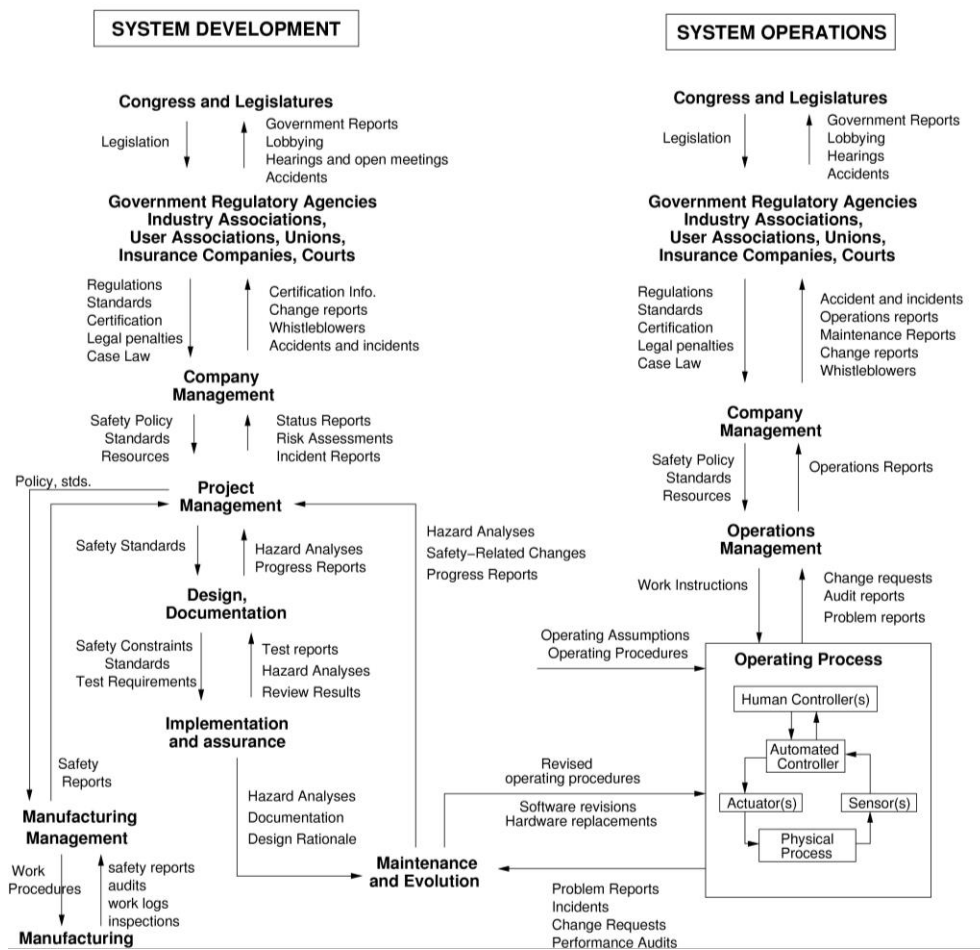 SYSTEM DEVELOPMENT
Congress and Legislatures
Legislation
Government Reports
Lobbying
Hearings and open meetings
Accidents
Government Regulatory Agencies
Industry Associations,
User Associations, Unions,
Insurance Companies, Courts
Regulations
Standards
Certification
Legal penalties
Case Law
Certification Info.
Change reports
Whistleblowers
Accidents and incidents
Company
Management
Safety Policy
Standards
Resources
Status Reports
Risk Assessments
Incident Reports
Policy, stds.
Project
Management
Safety Standards
Hazard Analyses
Progress Reports
Hazard Analyses
Safety-Related Changes
Progress Reports
Design,
Documentation
Safety Constraints
Standards
Test Requirements
Test reports
Hazard Analyses
Review Results
Implementation
and assurance
Safety
Reports
Hazard Analyses
Documentation
Design Rationale
Manufacturing
Management
Work
Procedures
safety reports
audits
work logs
inspections
Manufacturing
Maintenance
and Evolution
SYSTEM OPERATIONS
Congress and Legislatures
Legislation
Government Reports
Lobbying
Hearings
Accidents
Government Regulatory Agencies
Industry Associations,
User Associations, Unions,
Insurance Companies, Courts
Regulations
Standards
Certification
Legal penalties
Case Law
Accident and incidents
Operations reports
Maintenance Reports
Change reports
Whistleblowers
Company
Management
Safety Policy
Standards
Resources
Operations Reports
Operations
Management
Work Instructions
Change requests
Audit reports
Problem reports
Operating Assumptions
Operating Procedures
Operating Process
Human Controller(s)
Automated
Controller
Actuator(s)
Sensor(s)
Physical
Process
Revised
operating procedures
Software revisions
Hardware replacements
Problem Reports
Incidents
Change Requests
Performance Audits